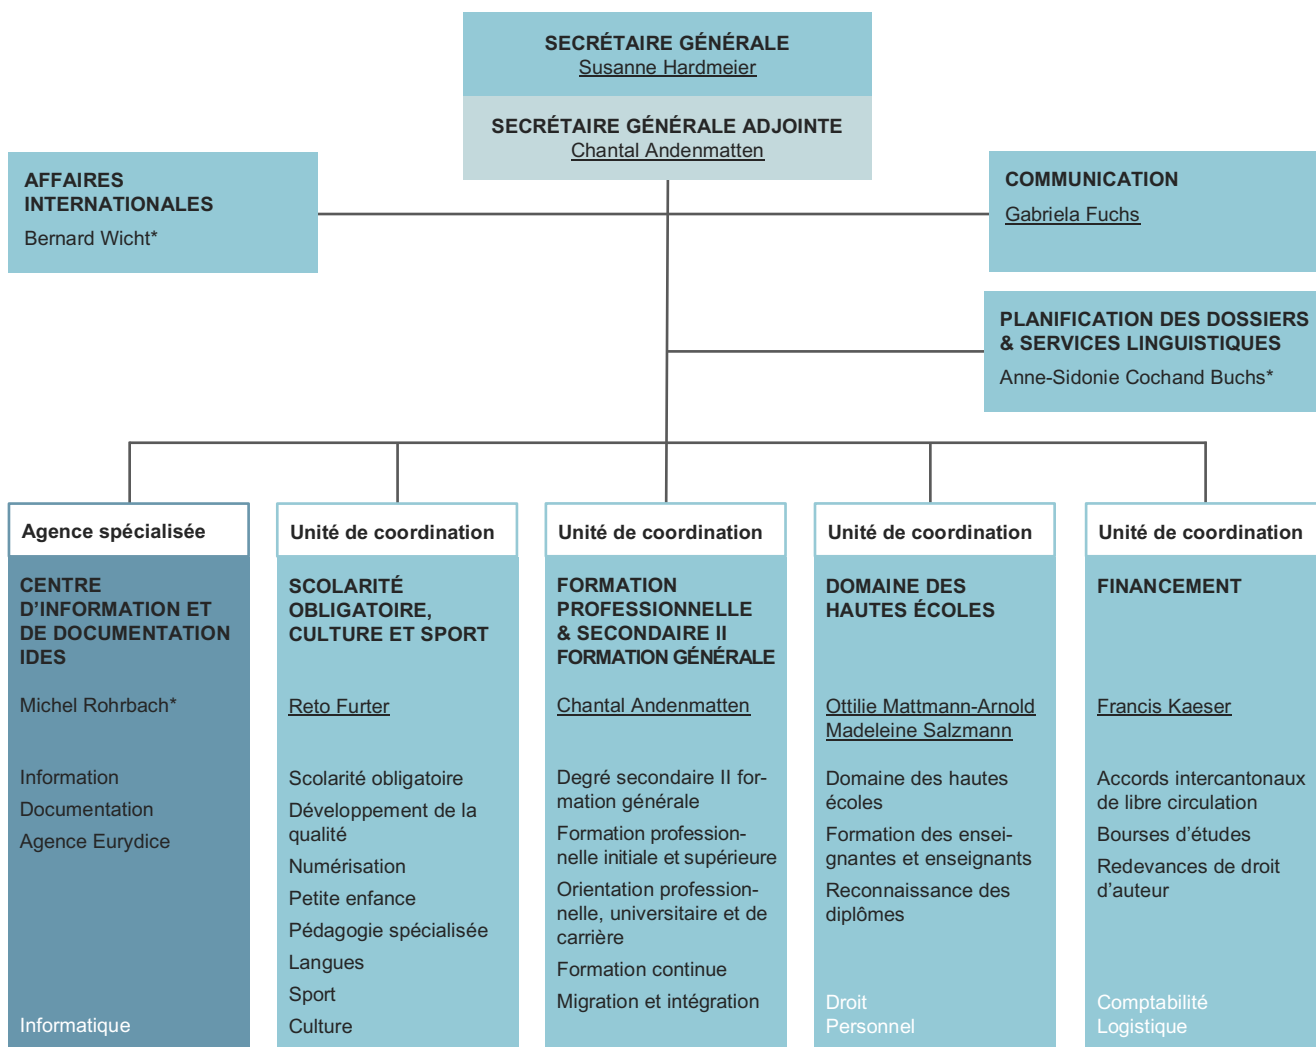 SECRÉTAIRE GÉNÉRALE
Susanne Hardmeier
SECRÉTAIRE GÉNÉRALE ADJOINTE
Chantal Andenmatten
AFFAIRES
INTERNATIONALES
Bernard Wicht*
COMMUNICATION
Gabriela Fuchs
PLANIFICATION DES DOSSIERS
& SERVICES LINGUISTIQUES
Anne-Sidonie Cochand Buchs*
Agence spécialisée
CENTRE
D’INFORMATION ET
DE DOCUMENTATION
IDES
Michel Rohrbach*
Information
Documentation
Agence Eurydice
Informatique
Unité de coordination
SCOLARITÉ
OBLIGATOIRE,
CULTURE ET SPORT
Reto Furter
Scolarité obligatoire
Développement de la
qualité
Numérisation
Petite enfance
Pédagogie spécialisée
Langues
Sport
Culture
Unité de coordination
FORMATION
PROFESSIONNELLE
& SECONDAIRE II
FORMATION GÉNÉRALE
Chantal Andenmatten
Degré secondaire II for-
mation générale
Formation profession-
nelle initiale et supérieure
Orientation profession-
nelle, universitaire et de
carrière
Formation continue
Migration et intégration
Unité de coordination
DOMAINE DES
HAUTES ÉCOLES
Ottilie Mattmann-Arnold
Madeleine Salzmann
Domaine des hautes
écoles
Formation des ensei-
gnantes et enseignants
Reconnaissance des
diplômes
Droit
Personnel
Unité de coordination
FINANCEMENT
Francis Kaeser
Accords intercantonaux
de libre circulation
Bourses d’études
Redevances de droit
d’auteur
Comptabilité
Logistique